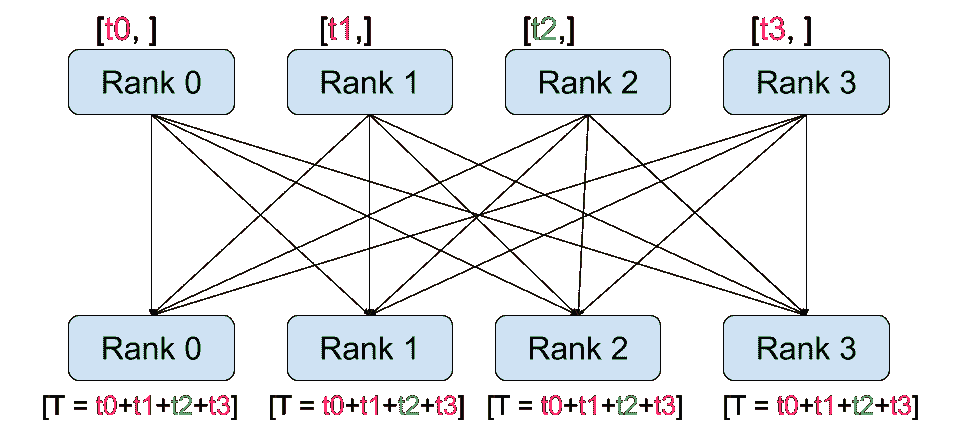 [t0, ] [t1,] [t2,] [t3, ]
Rank 0 Rank 1 Rank 2 Rank 3
Rank 0 Rank 1 Rank 2 Rank 3
[T = t0+t1+t2+t3] [T = t0+t1+t2+t3] [T = t0+t1+t2+t3] [T = t0+t1+t2+t3]